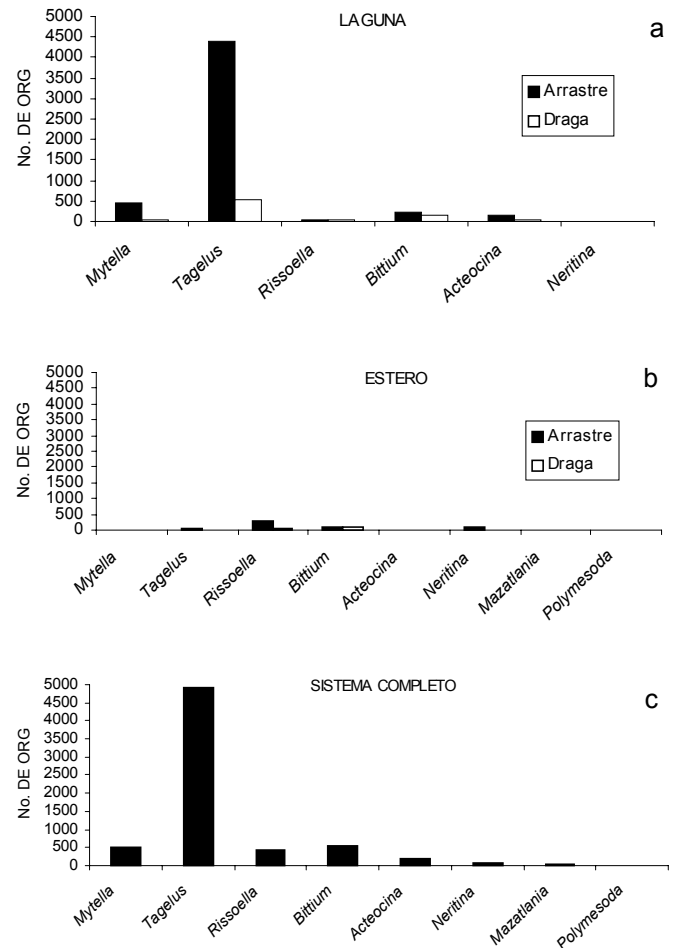 LAGUNA
a
No. DE ORG
5000
4500
4000
3500
3000
2500
2000
1500
1000
500
0
Arrastre
Draga
Mytella
Tagelus
Rissoella
Bittium
Acteocina
Neritina
ESTERO
b
No. DE ORG
5000
4500
4000
3500
3000
2500
2000
1500
1000
500
0
Arrastre
Draga
Mytella
Tagelus
Rissoella
Bittium
Acteocina
Neritina
Mazatlania
Polymesoda
SISTEMA COMPLETO
c
No. DE ORG
5000
4500
4000
3500
3000
2500
2000
1500
1000
500
0
Mytella
Tagelus
Rissoella
Bittium
Acteocina
Neritina
Mazatlania
Polymesoda